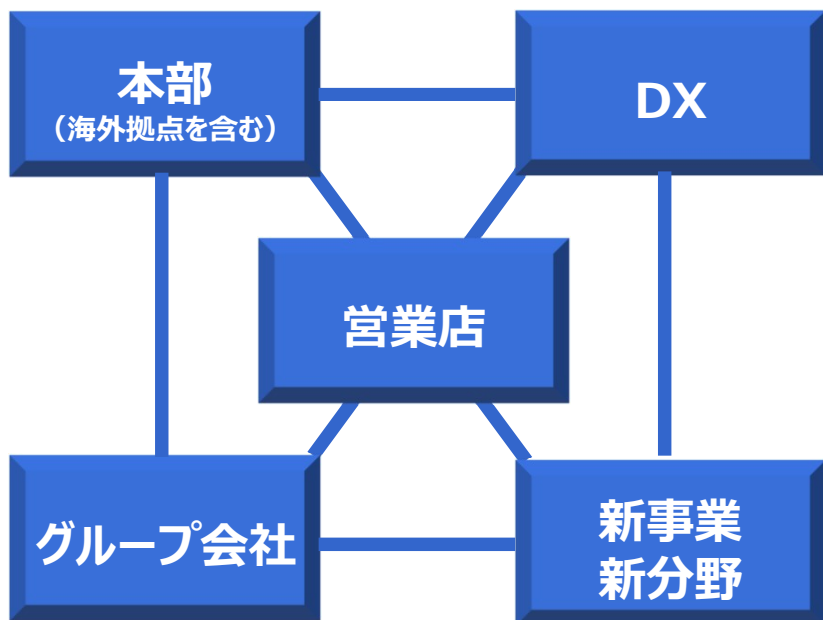 本部
（海外拠点を含む）
DX
営業店
グループ会社
新事業
新分野